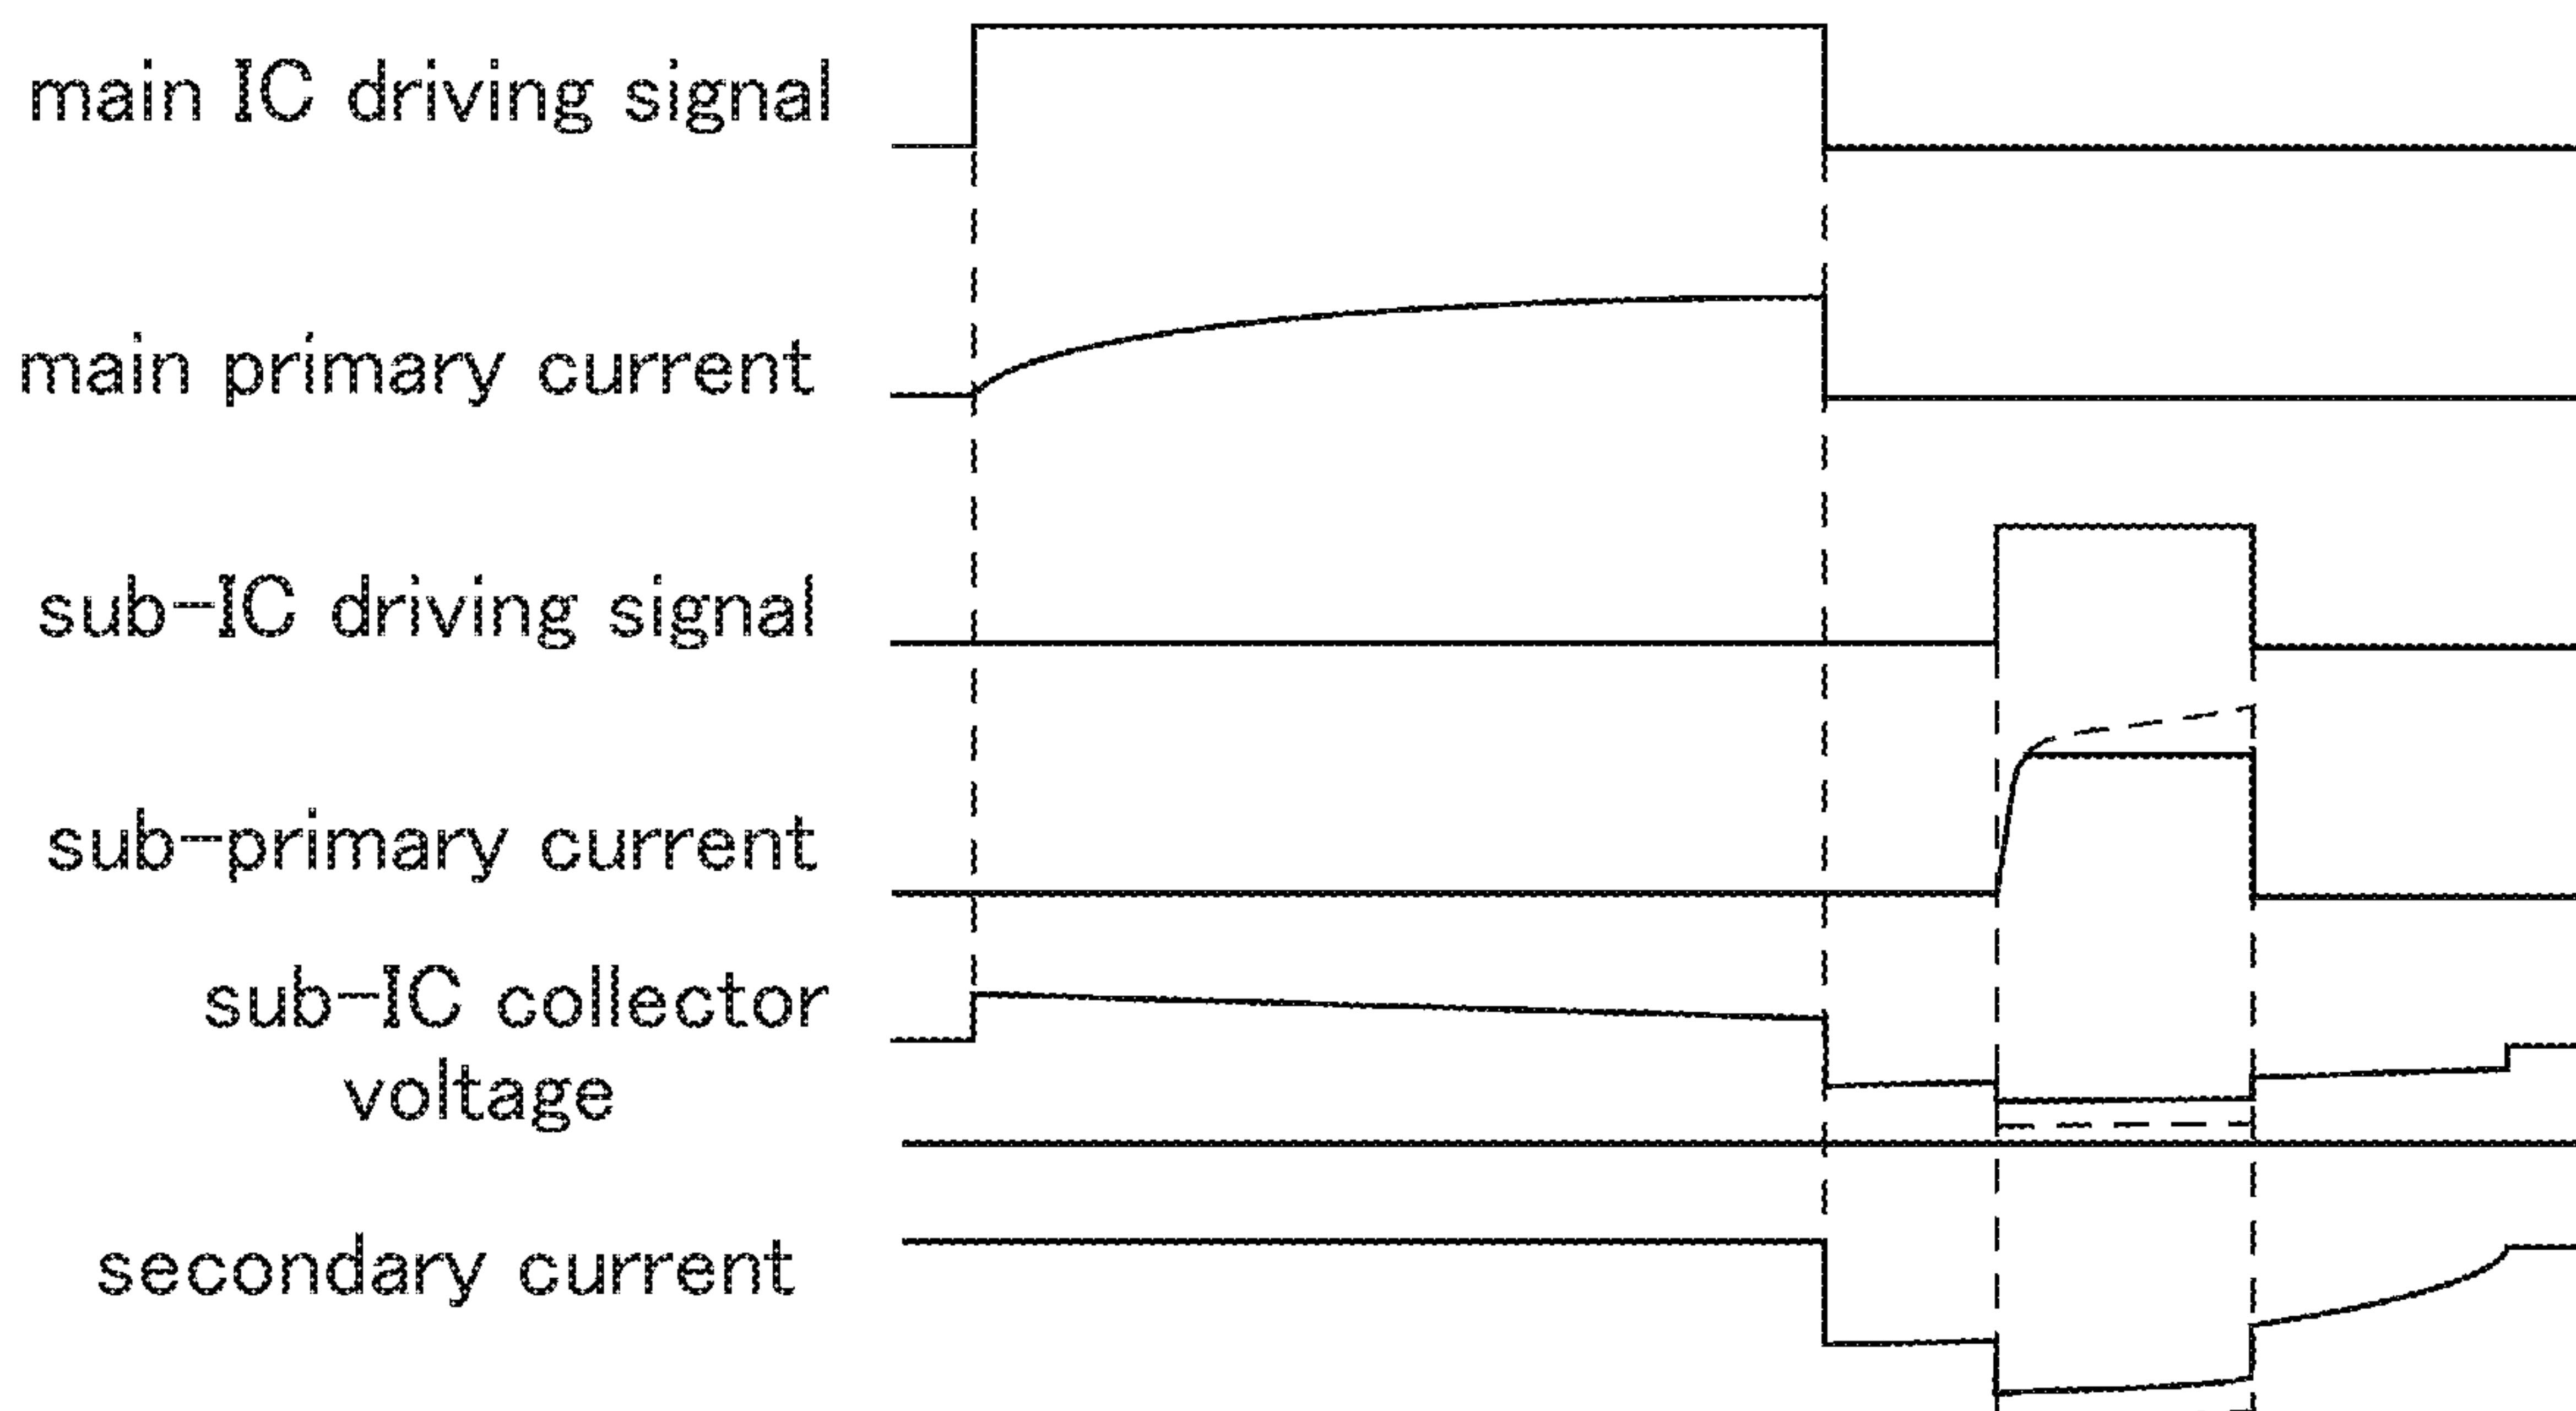 main IC driving signal
main primary current
sub-IC driving signal
sub-primary current
sub-IC collector
voltage
secondary current